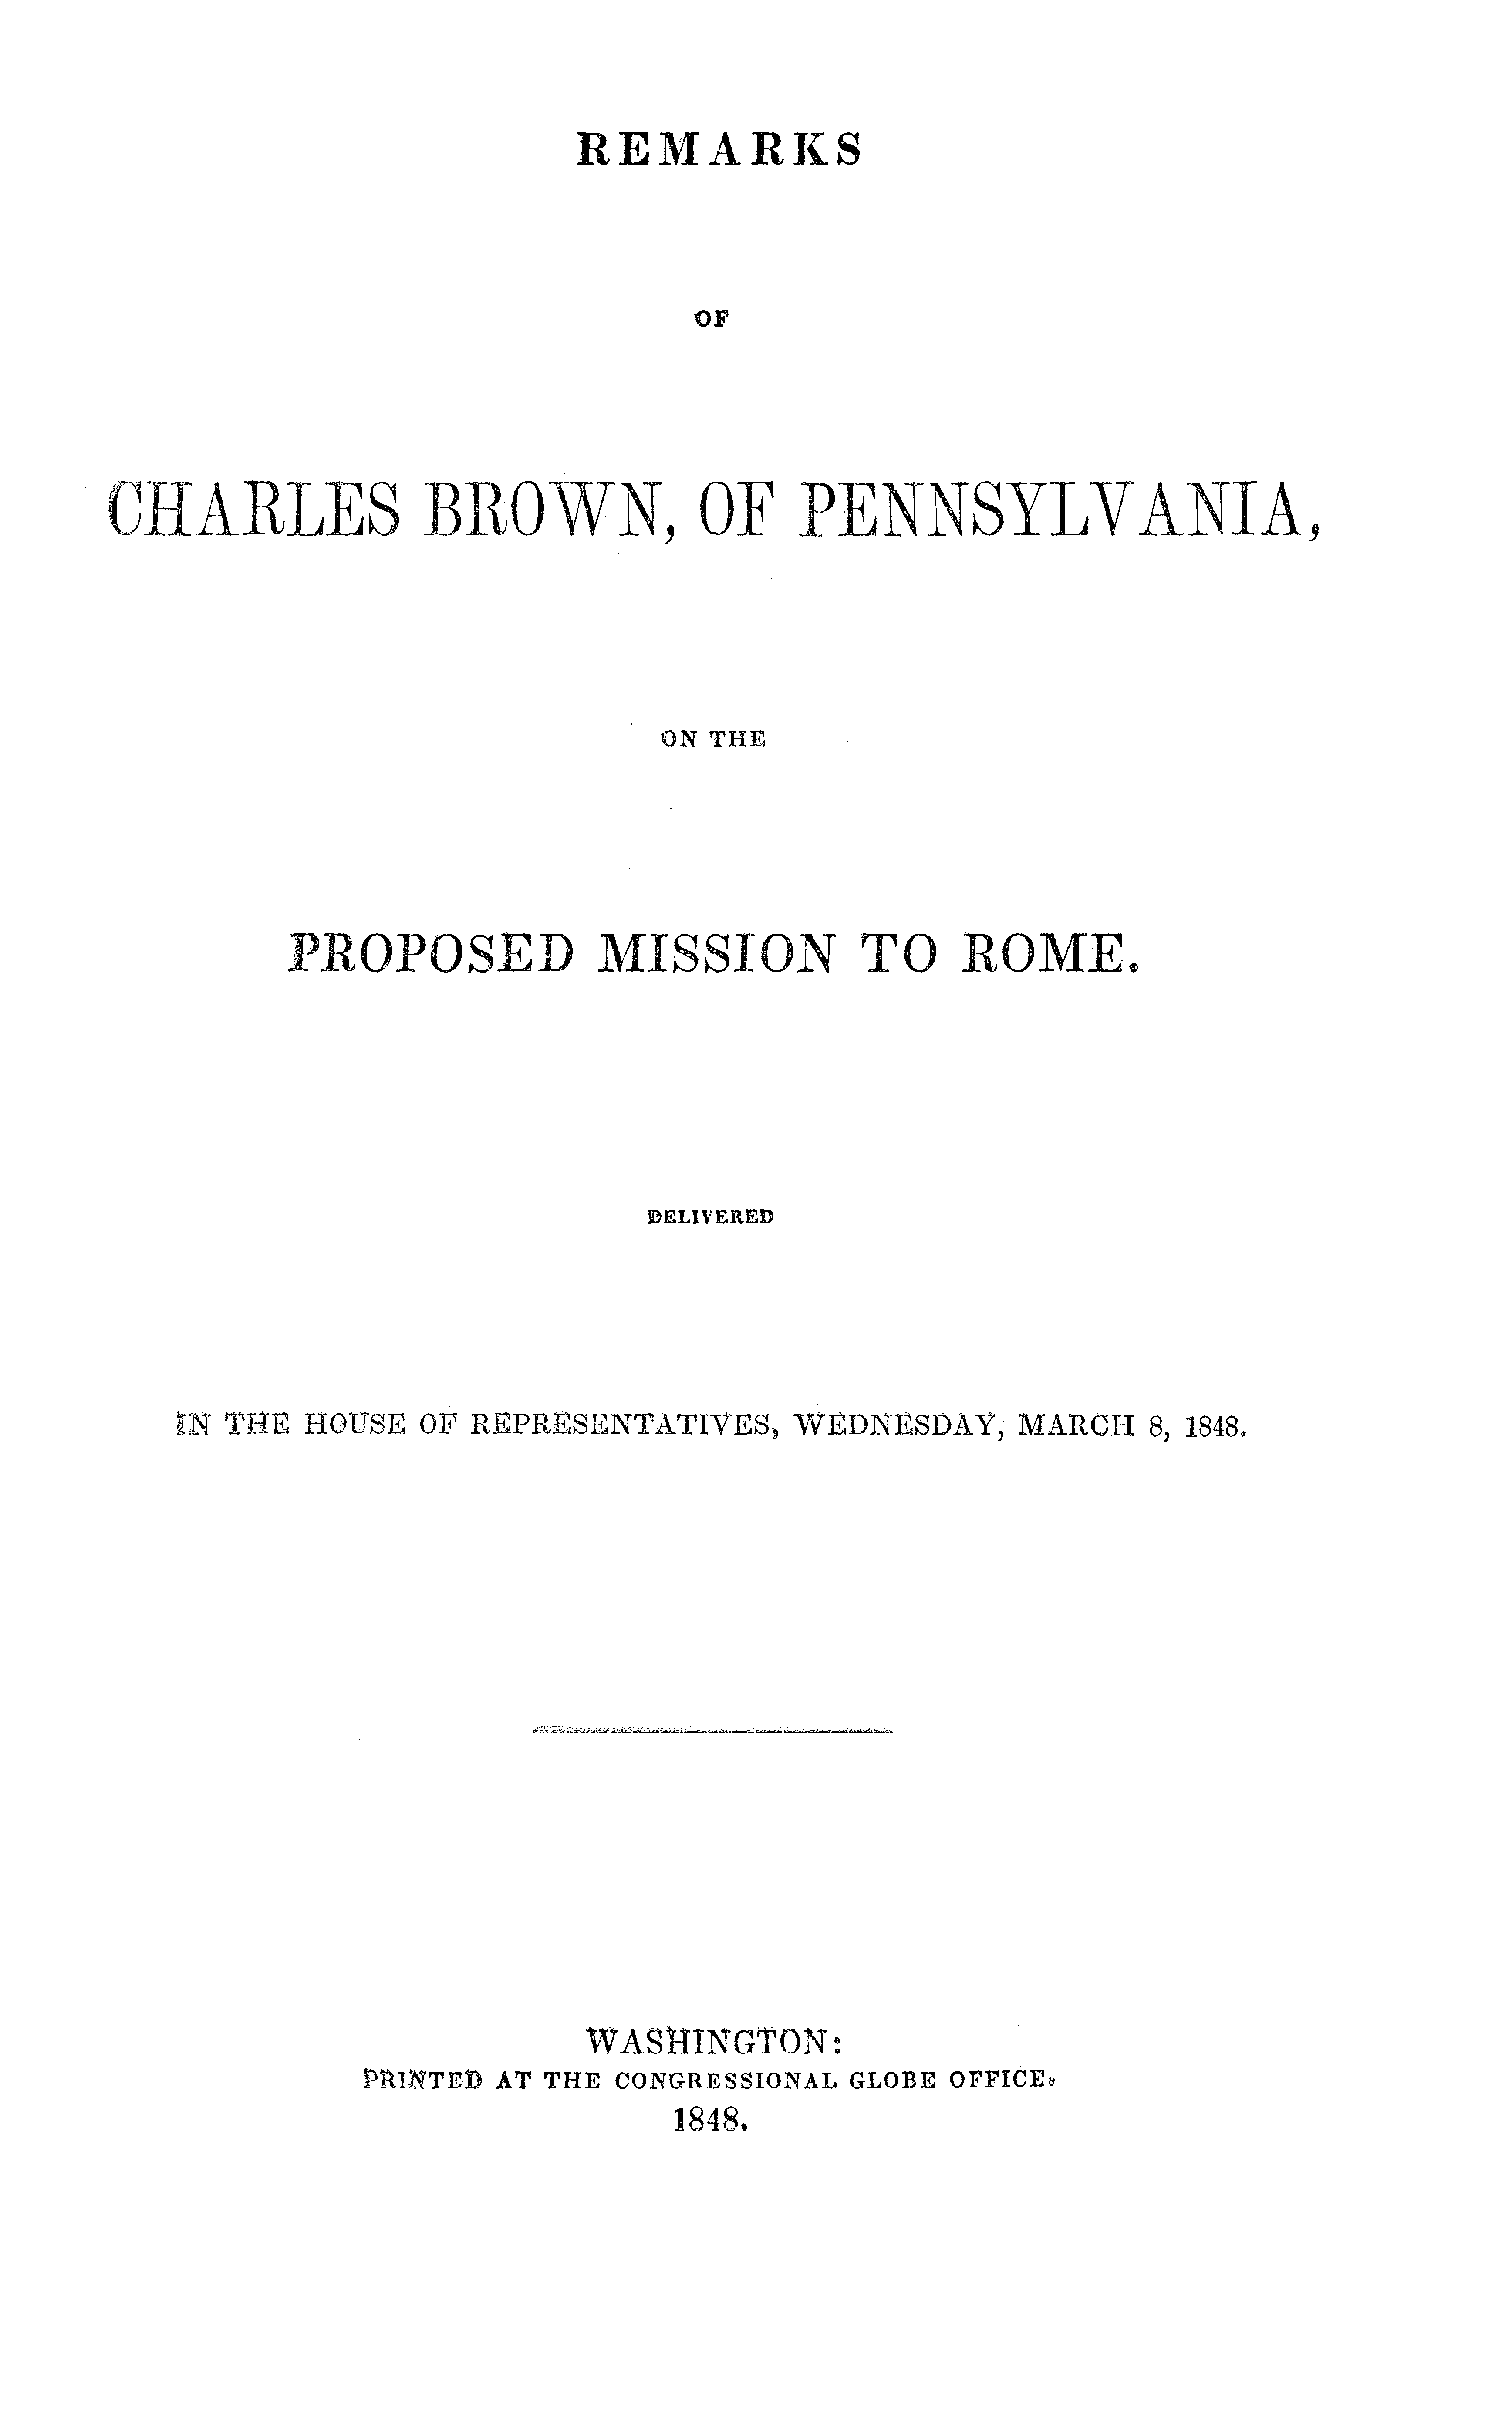 REMARKS
OF
CHARLES BROWN, OF PENNSYLVANIA,
ON THE
PROPOSED MISSION TO ROME.
DELIVERED
IN THE HOUSE OF REPRESENTATIVES, WEDNESDAY, MARCH 8, 1848.
WASHINGTON:
PRINTED AT THE CONGRESSIONAL GLOBE OFFICE.
1848.